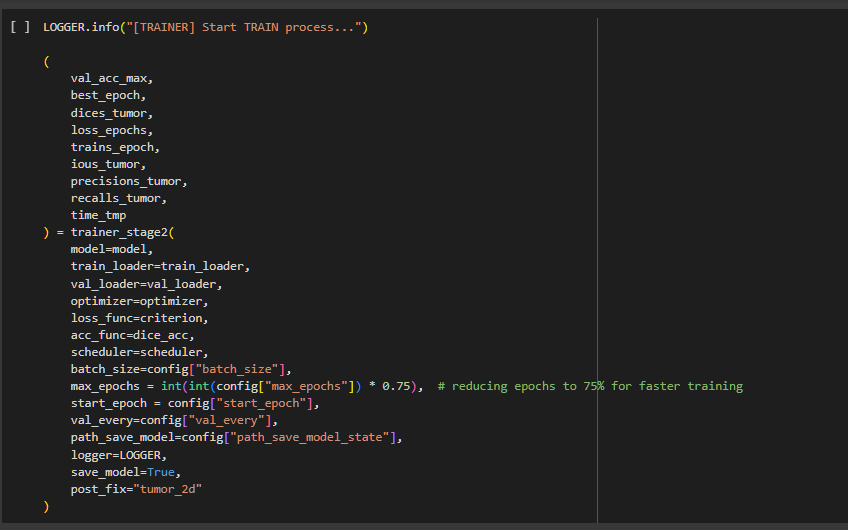 [ ] LOGGER.info("[TRAINER] Start TRAIN process...")
(
    val_acc_max,
    best_epoch,
    dices_tumor,
    loss_epochs,
    trains_epoch,
    ious_tumor,
    precisions_tumor,
    recalls_tumor,
    time_tmp
) = trainer_stage2(
    model=model,
    train_loader=train_loader,
    val_loader=val_loader,
    optimizer=optimizer,
    loss_func=criterion,
    acc_func=dice_acc,
    scheduler=scheduler,
    batch_size=config["batch_size"],
    max_epochs = int(int(config["max_epochs"]) * 0.75),  # reducing epochs to 75% for faster training
    start_epoch = config["start_epoch"],
    val_every=config["val_every"],
    path_save_model=config["path_save_model_state"],
    logger=LOGGER,
    save_model=True,
    post_fix="tumor_2d"
)